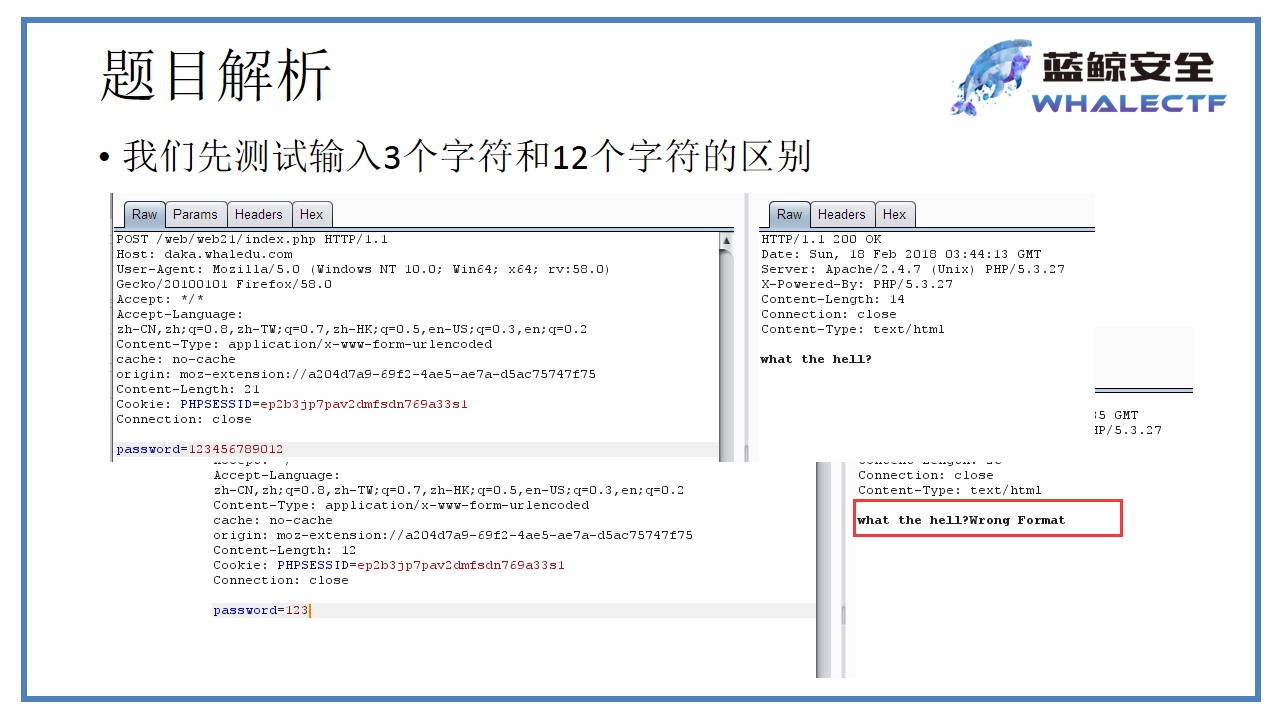 题目解析
蓝鲸安全
WHALECTF
• 我们先测试输入3个字符和12个字符的区别
Raw Params Headers Hex
POST /web/web21/index.php HTTP/1.1
Host: daka.whaledu.com
User-Agent: Mozilla/5.0 (Windows NT 10.0; Win64; x64; rv:58.0)
Gecko/20100101 Firefox/58.0
Accept: */*
Accept-Language:
zh-CN,zh;q=0.8,zh-TW;q=0.7,zh-HK;q=0.5,en-US;q=0.3,en;q=0.2
Content-Type: application/x-www-form-urlencoded
cache: no-cache
origin: moz-extension://a204d7a9-69f2-4ae5-ae7a-d5ac75747f75
Content-Length: 21
Cookie: PHPSESSID=ep2b3jp7pav2dmfsdn769a33s1
Connection: close
password=123456789012
Raw Headers Hex
HTTP/1.1 200 OK
Date: Sun, 18 Feb 2018 03:44:13 GMT
Server: Apache/2.4.7 (Unix) PHP/5.3.27
X-Powered-By: PHP/5.3.27
Content-Length: 14
Connection: close
Content-Type: text/html
what the hell?
GMT
/5.3.27
Accept-Language:
zh-CN,zh;q=0.8,zh-TW;q=0.7,zh-HK;q=0.5,en-US;q=0.3,en;q=0.2
Content-Type: application/x-www-form-urlencoded
cache: no-cache
origin: moz-extension://a204d7a9-69f2-4ae5-ae7a-d5ac75747f75
Content-Length: 12
Cookie: PHPSESSID=ep2b3jp7pav2dmfsdn769a33s1
Connection: close
password=123
Connection: close
Content-Type: text/html
what the hell?Wrong Format